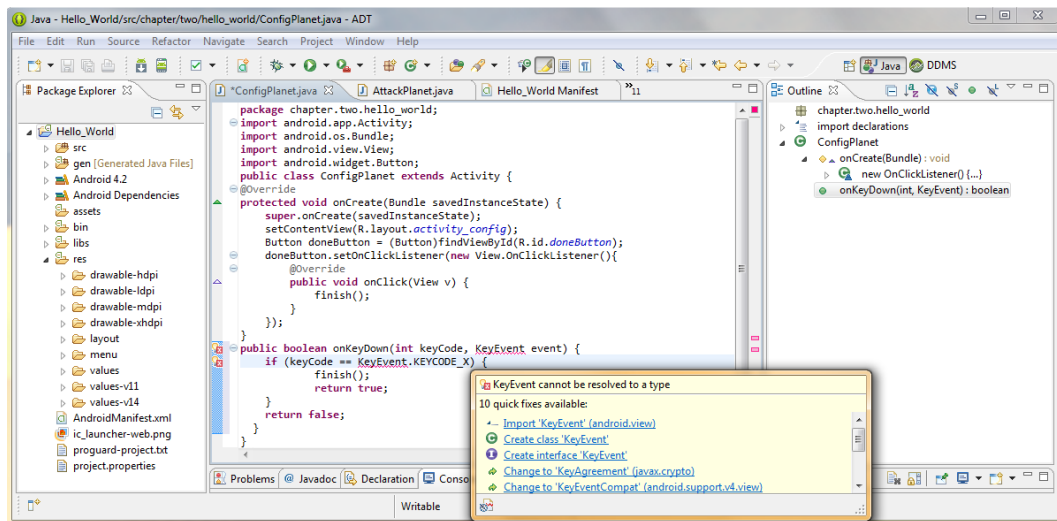 Java - Hello_World/src/chapter/two/hello_world/ConfigPlanet.java - ADT
File Edit Run Source Refactor Navigate Search Project Window Help
Java DDMS
Package Explorer
Hello_World
src
gen [Generated Java Files]
Android 4.2
Android Dependencies
assets
bin
libs
res
drawable-hdpi
drawable-ldpi
drawable-mdpi
drawable-xhdpi
layout
menu
values
values-v11
values-v14
AndroidManifest.xml
ic_launcher-web.png
proguard-project.txt
project.properties
*ConfigPlanet.java AttackPlanet.java Hello_World Manifest »11
package chapter.two.hello_world;
import android.app.Activity;
import android.os.Bundle;
import android.view.View;
import android.widget.Button;
public class ConfigPlanet extends Activity {
@Override
protected void onCreate(Bundle savedInstanceState) {
super.onCreate(savedInstanceState);
setContentView(R.layout.activity_config);
Button doneButton = (Button)findViewById(R.id.doneButton);
doneButton.setOnClickListener(new View.OnClickListener(){
@Override
public void onClick(View v) {
finish();
}
});
}
public boolean onKeyDown(int keyCode, KeyEvent event) {
if (keyCode == KeyEvent.KEYCODE_X) {
finish();
return true;
}
return false;
}
}
KeyEvent cannot be resolved to a type
10 quick fixes available:
Import 'KeyEvent' (android.view)
Create class 'KeyEvent'
Create interface 'KeyEvent'
Change to 'KeyAgreement' (javax.crypto)
Change to 'KeyEventCompat' (android.support.v4.view)
Outline
chapter.two.hello_world
import declarations
ConfigPlanet
onCreate(Bundle) : void
new OnClickListener() {...}
onKeyDown(int, KeyEvent) : boolean
Problems @ Javadoc Declaration Conso
Writable